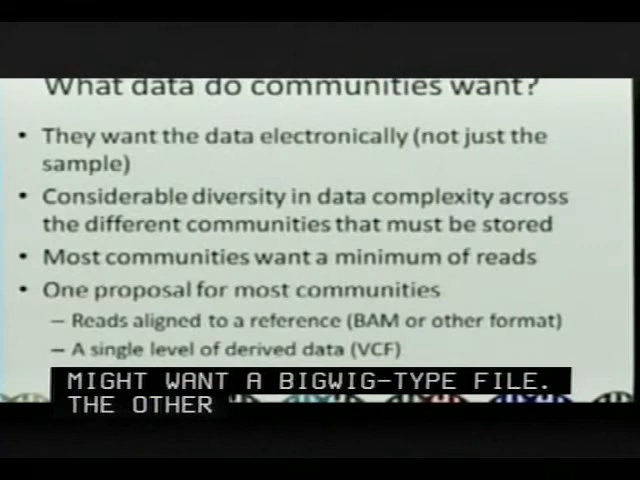 What data do communities want?
• They want the data electronically (not just the
sample)
• Considerable diversity in data complexity across
the different communities that must be stored
• Most communities want a minimum of reads
• One proposal for most communities
– Reads aligned to a reference (BAM or other format)
– A single level of derived data (VCF)
MIGHT WANT A BIGWIG-TYPE FILE.
THE OTHER